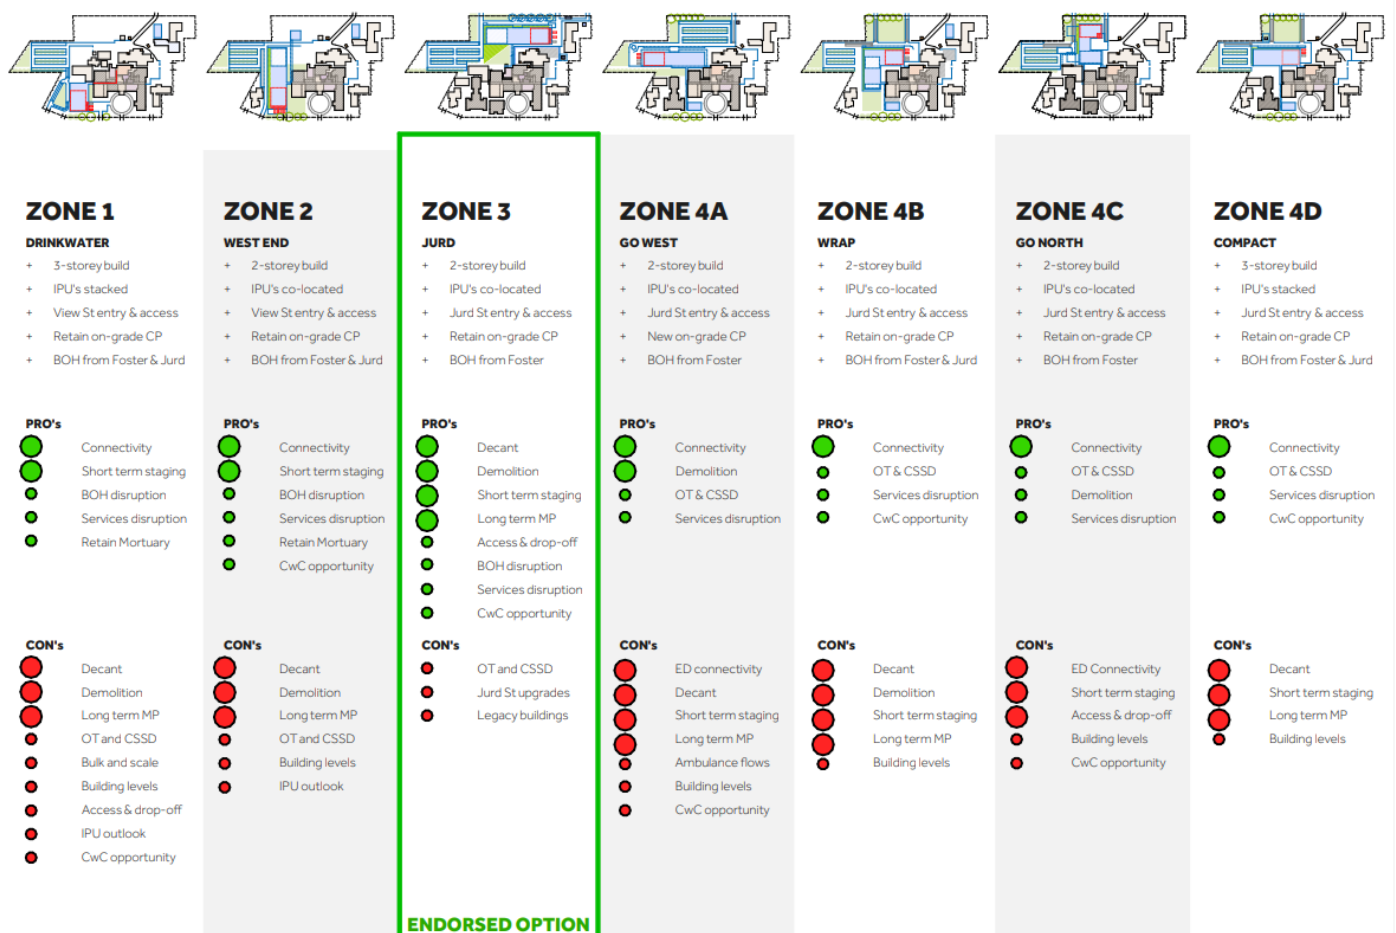 ZONE 1
DRINKWATER
+ 3-storey build
+ IPU's stacked
+ View St entry & access
+ Retain on-grade CP
+ BOH from Foster & Jurd
PRO's
Connectivity
Short term staging
BOH disruption
Services disruption
Retain Mortuary
CON's
Decant
Demolition
Long term MP
OT and CSSD
Bulk and scale
Building levels
Access & drop-off
IPU outlook
CwC opportunity
ZONE 2
WEST END
+ 2-storey build
+ IPU's co-located
+ View St entry & access
+ Retain on-grade CP
+ BOH from Foster & Jurd
PRO's
Connectivity
Short term staging
BOH disruption
Services disruption
Retain Mortuary
CwC opportunity
CON's
Decant
Demolition
Long term MP
OT and CSSD
Building levels
IPU outlook
ZONE 3
JURD
+ 2-storey build
+ IPU's co-located
+ Jurd St entry & access
+ Retain on-grade CP
+ BOH from Foster
PRO's
Decant
Demolition
Short term staging
Long term MP
Access & drop-off
BOH disruption
Services disruption
CwC opportunity
CON's
OT and CSSD
Jurd St upgrades
Legacy buildings
ENDORSED OPTION
ZONE 4A
GO WEST
+ 2-storey build
+ IPU's co-located
+ Jurd St entry & access
+ New on-grade CP
+ BOH from Foster
PRO's
Connectivity
Demolition
OT & CSSD
Services disruption
CON's
ED connectivity
Decant
Short term staging
Long term MP
Ambulance flows
Building levels
CwC opportunity
ZONE 4B
WRAP
+ 2-storey build
+ IPU's co-located
+ Jurd St entry & access
+ Retain on-grade CP
+ BOH from Foster & Jurd
PRO's
Connectivity
OT & CSSD
Services disruption
CwC opportunity
CON's
Decant
Demolition
Short term staging
Long term MP
Building levels
ZONE 4C
GO NORTH
+ 2-storey build
+ IPU's co-located
+ Jurd St entry & access
+ Retain on-grade CP
+ BOH from Foster
PRO's
Connectivity
OT & CSSD
Demolition
Services disruption
CON's
ED Connectivity
Short term staging
Access & drop-off
Building levels
CwC opportunity
ZONE 4D
COMPACT
+ 3-storey build
+ IPU's stacked
+ Jurd St entry & access
+ Retain on-grade CP
+ BOH from Foster & Jurd
PRO's
Connectivity
OT & CSSD
Services disruption
CwC opportunity
CON's
Decant
Short term staging
Long term MP
Building levels